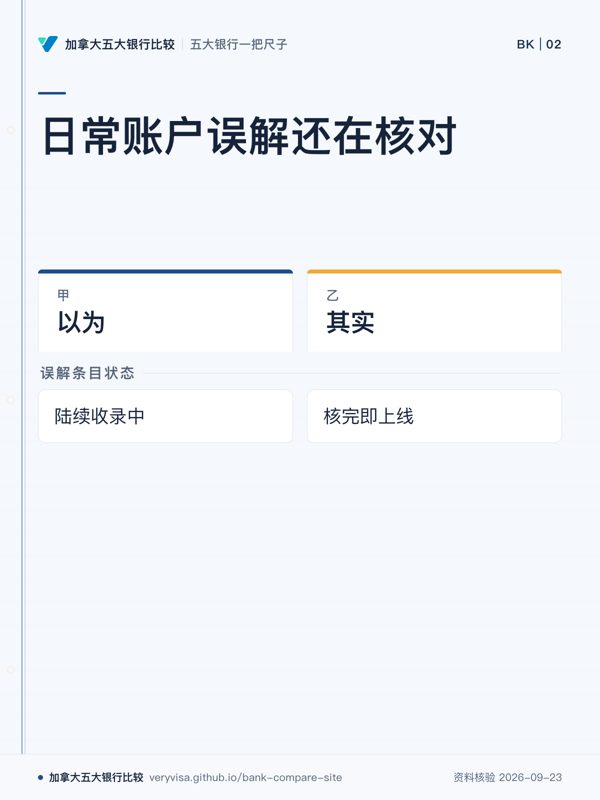 加拿大五大银行比较 | 五大银行一把尺子 BK | 02
日常账户误解还在核对
甲 乙
以为 其实
误解条目状态
陆续收录中 核完即上线
加拿大五大银行比较 veryvisa.github.io/bank-compare-site 资料核验 2026-09-23